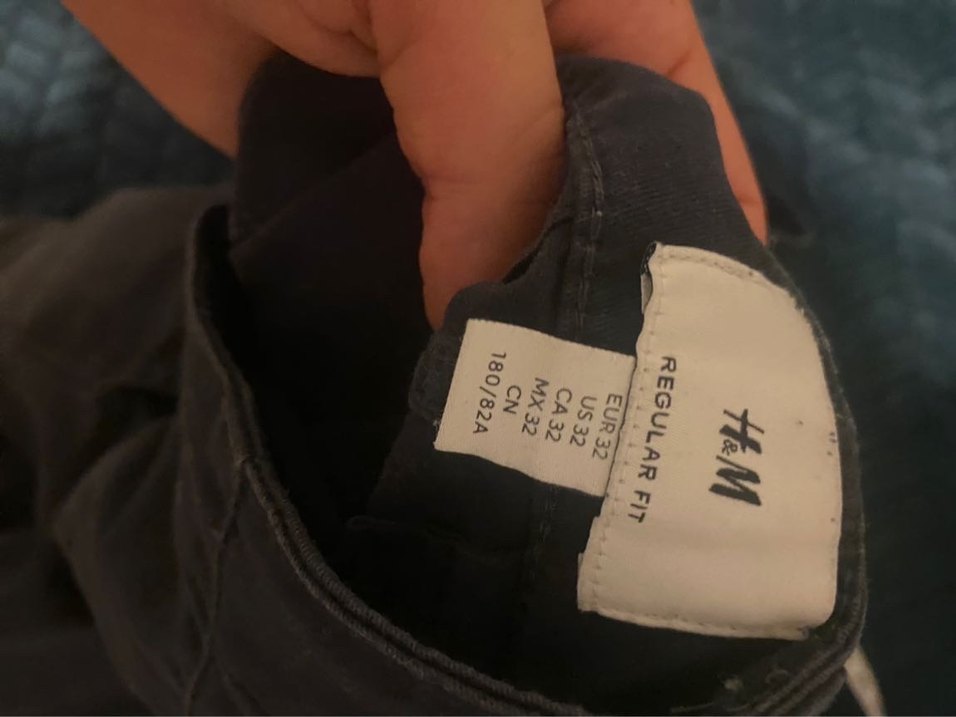 H&M
REGULAR FIT
EUR 32
US 32
CA 32
MX 32
CN
180/82A